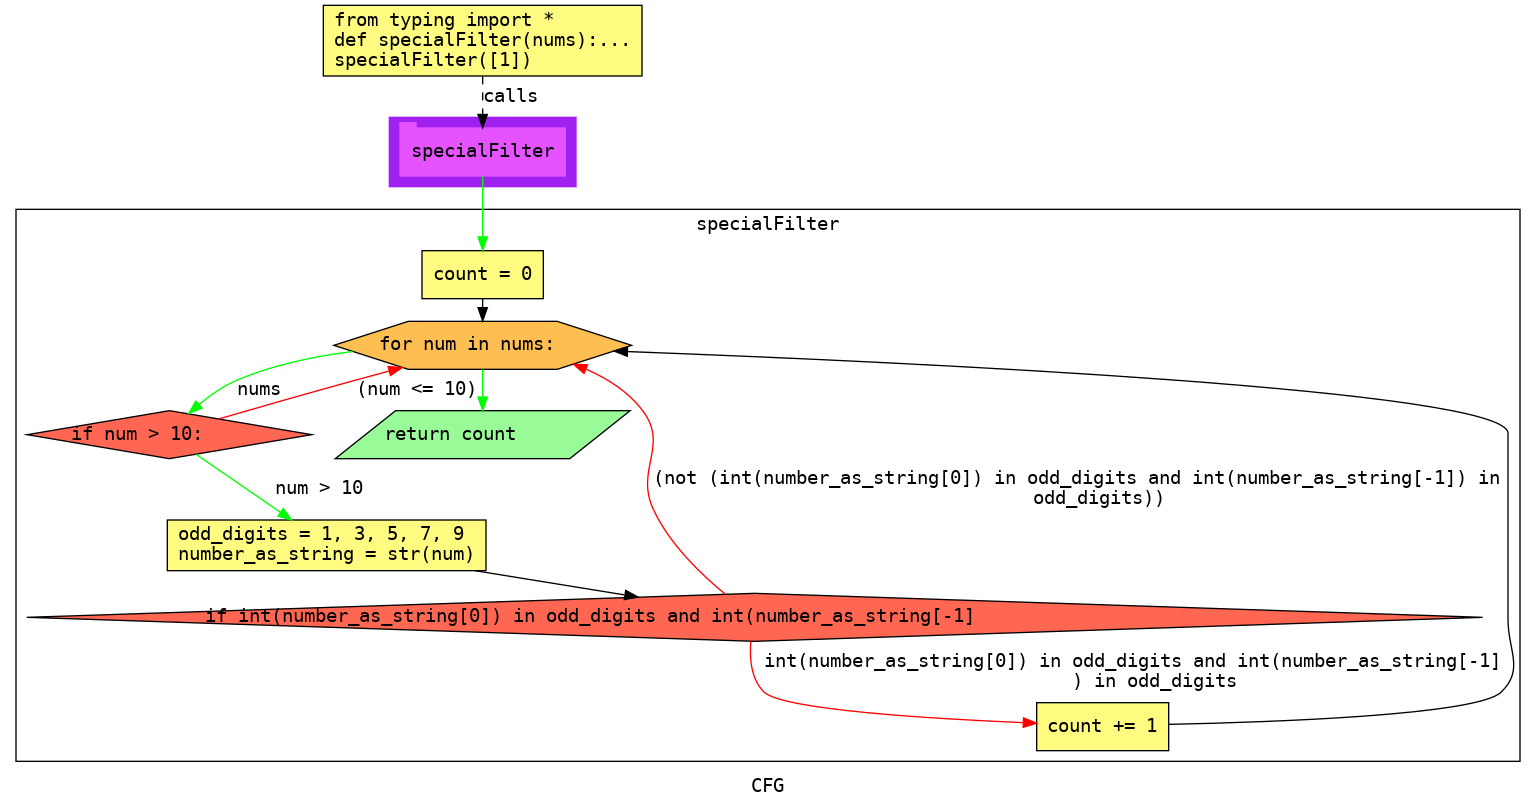 from typing import *
def specialFilter(nums):...
specialFilter([1])
calls
specialFilter
specialFilter
count = 0
for num in nums:
nums
(num <= 10)
if num > 10:
return count
(not (int(number_as_string[0]) in odd_digits and int(number_as_string[-1]) in
odd_digits))
num > 10
odd_digits = 1, 3, 5, 7, 9
number_as_string = str(num)
if int(number_as_string[0]) in odd_digits and int(number_as_string[-1]
int(number_as_string[0]) in odd_digits and int(number_as_string[-1]
) in odd_digits
count += 1
CFG